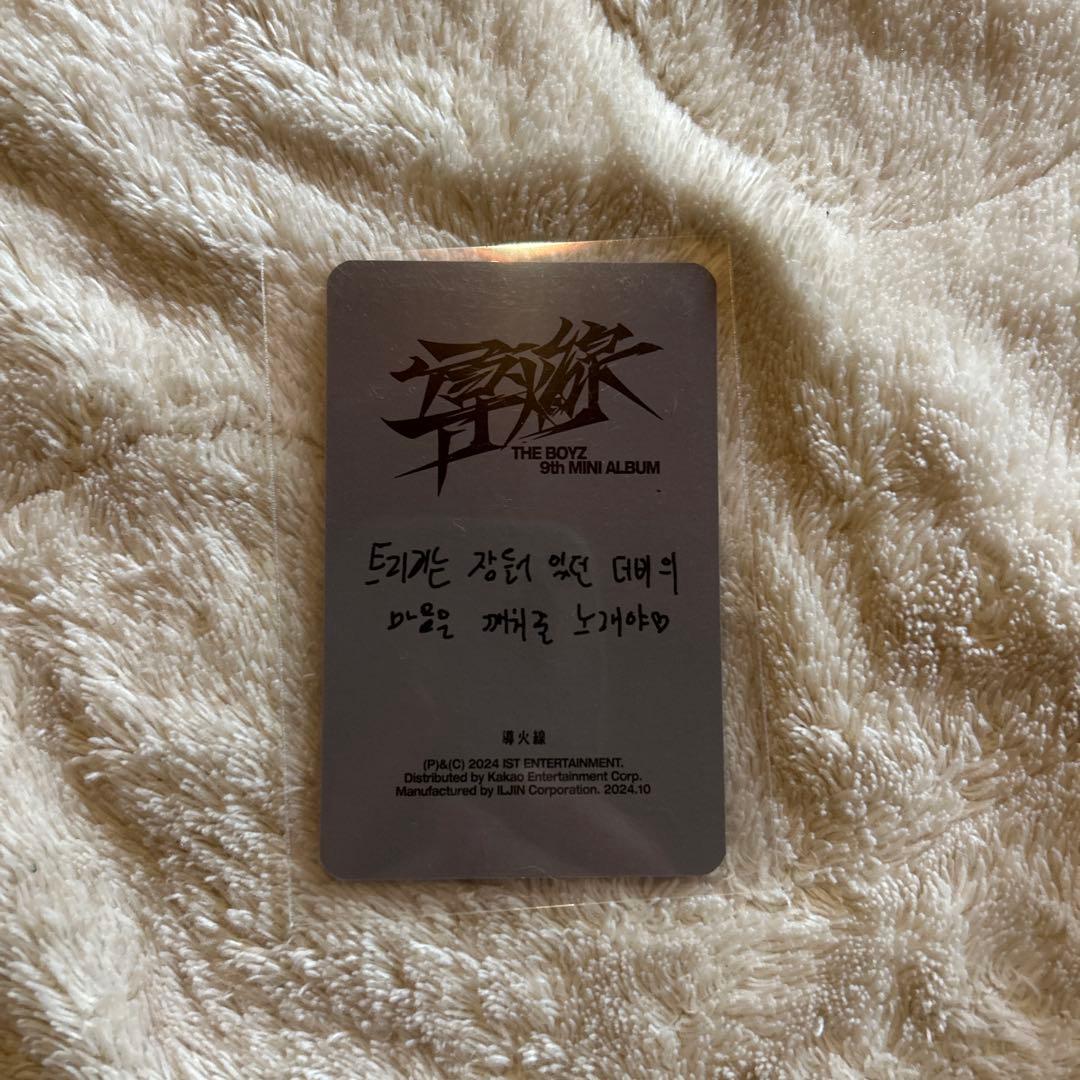 導火線
THE BOYZ
9th MINI ALBUM
트리거는 잠들어 있던 더비의
마음을 깨워줄 노래야♡
導火線
(P)&(C) 2024 IST ENTERTAINMENT.
Distributed by Kakao Entertainment Corp.
Manufactured by ILJIN Corporation. 2024.10